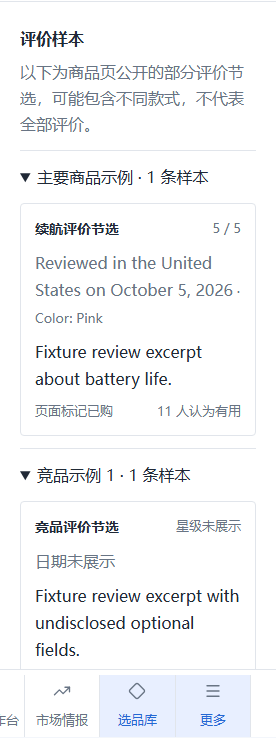 评价样本
以下为商品页公开的部分评价节
选，可能包含不同款式，不代表
全部评价。
▼ 主要商品示例 · 1 条样本
续航评价节选 5 / 5
Reviewed in the United
States on October 5, 2026 ·
Color: Pink
Fixture review excerpt
about battery life.
页面标记已购 11 人认为有用
▼ 竞品示例 1 · 1 条样本
竞品评价节选 星级未展示
日期未展示
Fixture review excerpt with
undisclosed optional
fields.
作台 市场情报 选品库 更多